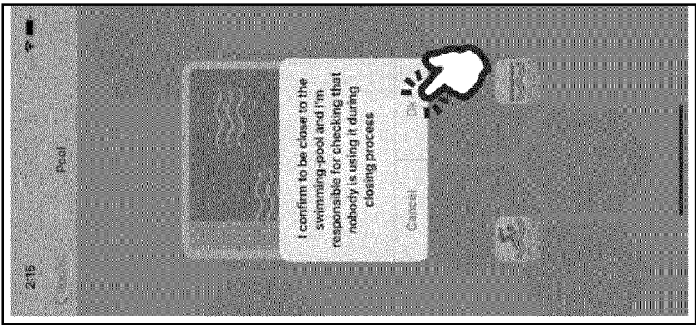 2:15
Pool
I confirm to be close to the
swimming-pool and I'm
responsible for checking that
nobody is using it during
closing process
Cancel